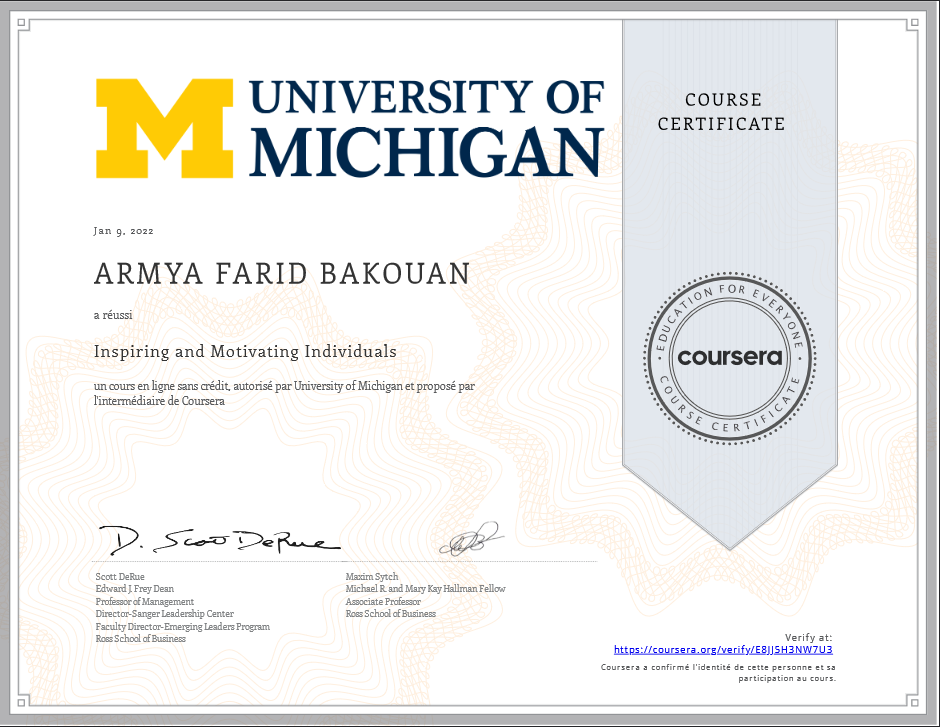 UNIVERSITY OF
MICHIGAN
COURSE
CERTIFICATE
Jan 9, 2022
ARMYA FARID BAKOUAN
a réussi
Inspiring and Motivating Individuals
un cours en ligne sans crédit, autorisé par University of Michigan et proposé par
l'intermédiaire de Coursera
EDUCATION FOR EVERYONE
coursera
COURSE CERTIFICATE
D. Scott DeRue
Scott DeRue
Edward J. Frey Dean
Professor of Management
Director-Sanger Leadership Center
Faculty Director-Emerging Leaders Program
Ross School of Business
Maxim Sytch
Michael R. and Mary Kay Hallman Fellow
Associate Professor
Ross School of Business
Verify at:
https://coursera.org/verify/E8JJSH3NW7U3
Coursera a confirmé l'identité de cette personne et sa
participation au cours.